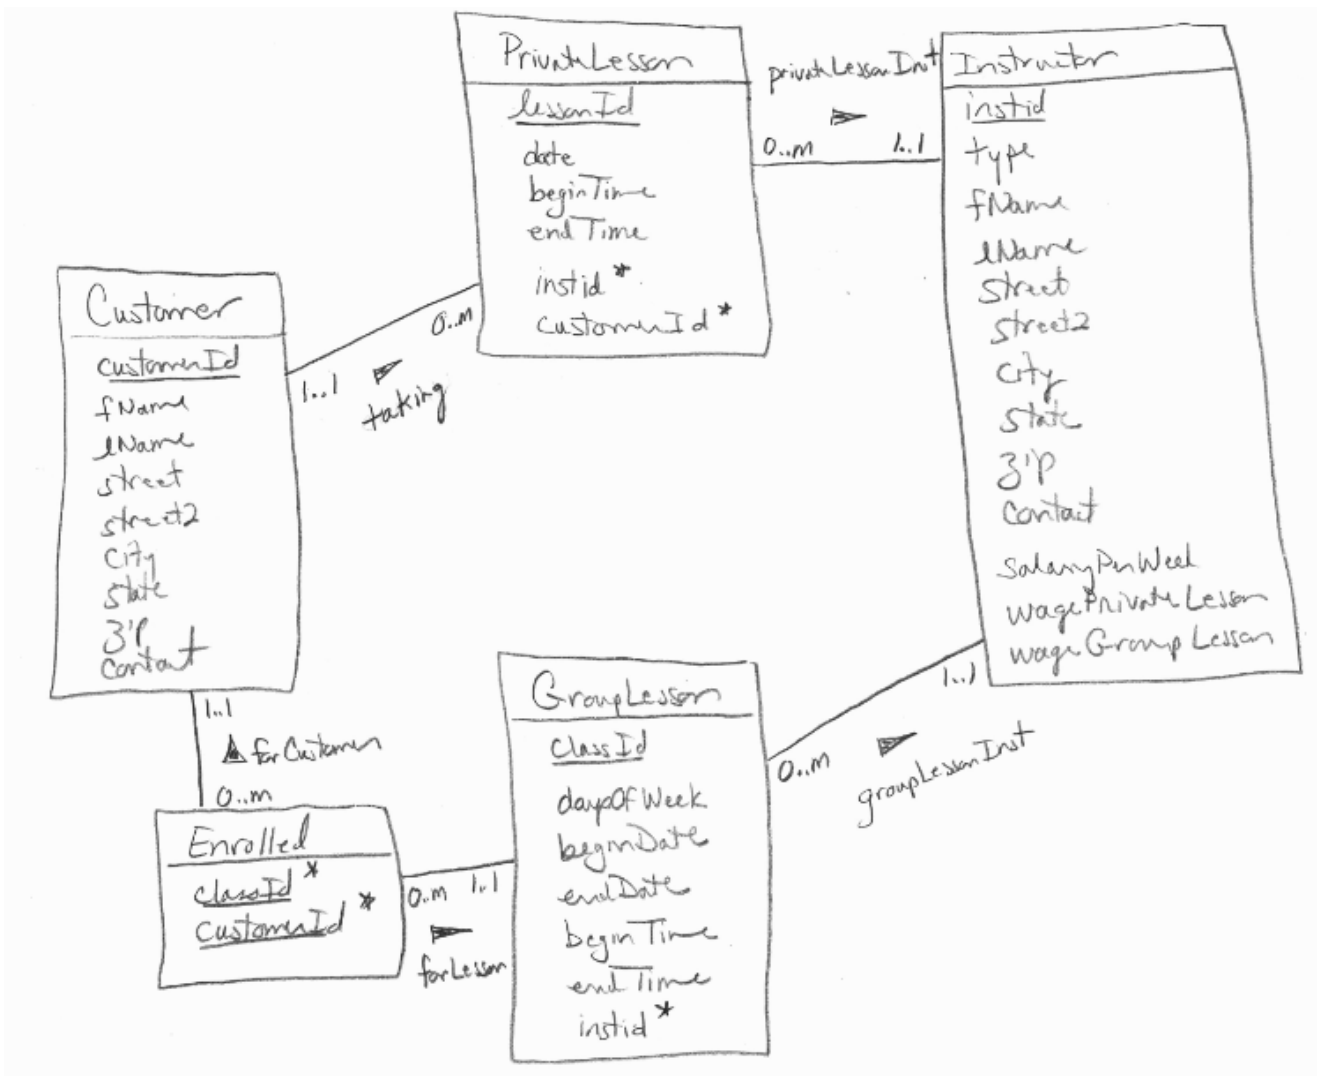 PrivateLesson
lessonId
date
beginTime
endTime
instid *
customerId *
privateLessonInst
0..m
1..1
Instructor
instid
type
fName
lName
street
street2
city
state
zip
contact
salaryPerWeek
wagePrivateLesson
wageGroupLesson
Customer
customerId
fName
lName
street
street2
city
state
zip
contact
0..m
1..1
taking
1..1
forCustomer
0..m
Enrolled
classId *
customerId *
0..m 1..1
forLesson
GroupLesson
classId
daysOfWeek
beginDate
endDate
beginTime
endTime
instid *
1..1
0..m
groupLessonInst